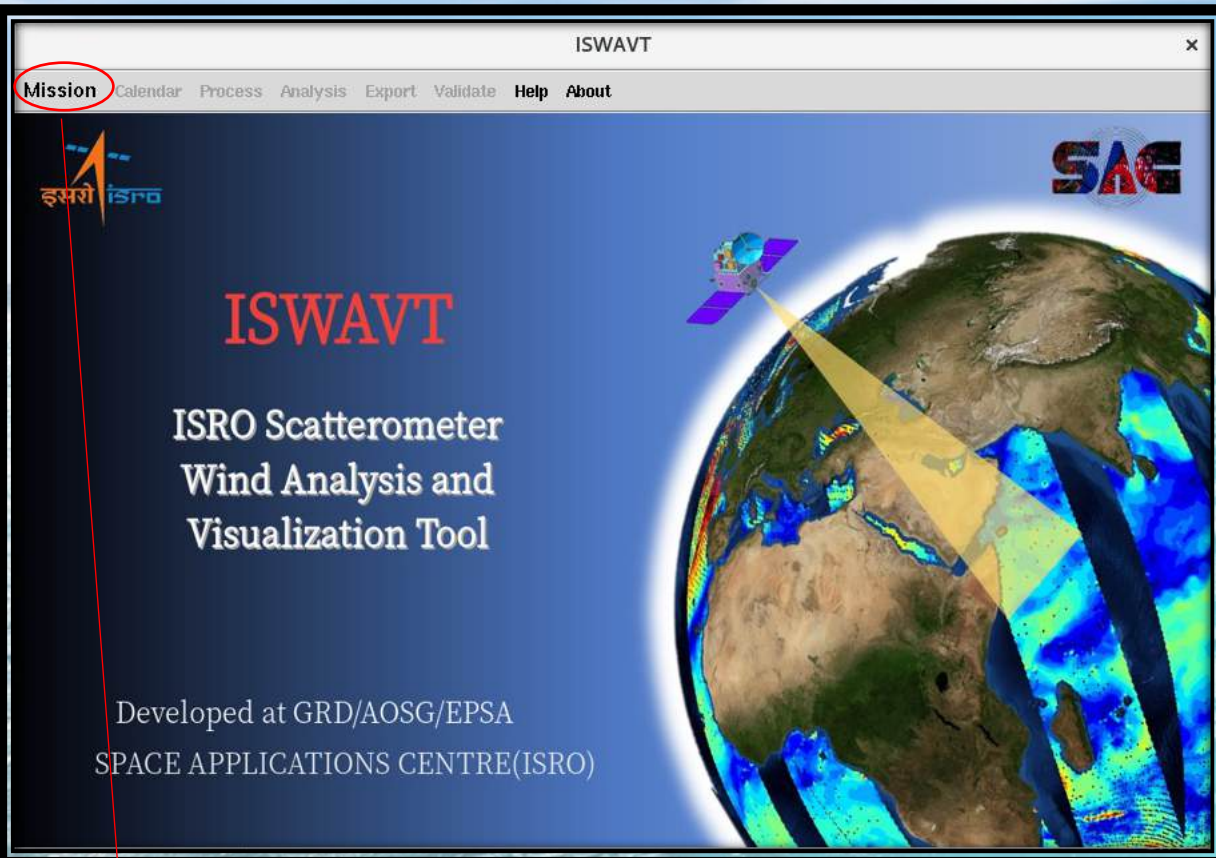 ISWAVT
×
Mission Calendar Process Analysis Export Validate Help About
इसरो isro
SAC
ISWAVT
ISRO Scatterometer
Wind Analysis and
Visualization Tool
Developed at GRD/AOSG/EPSA
SPACE APPLICATIONS CENTRE(ISRO)